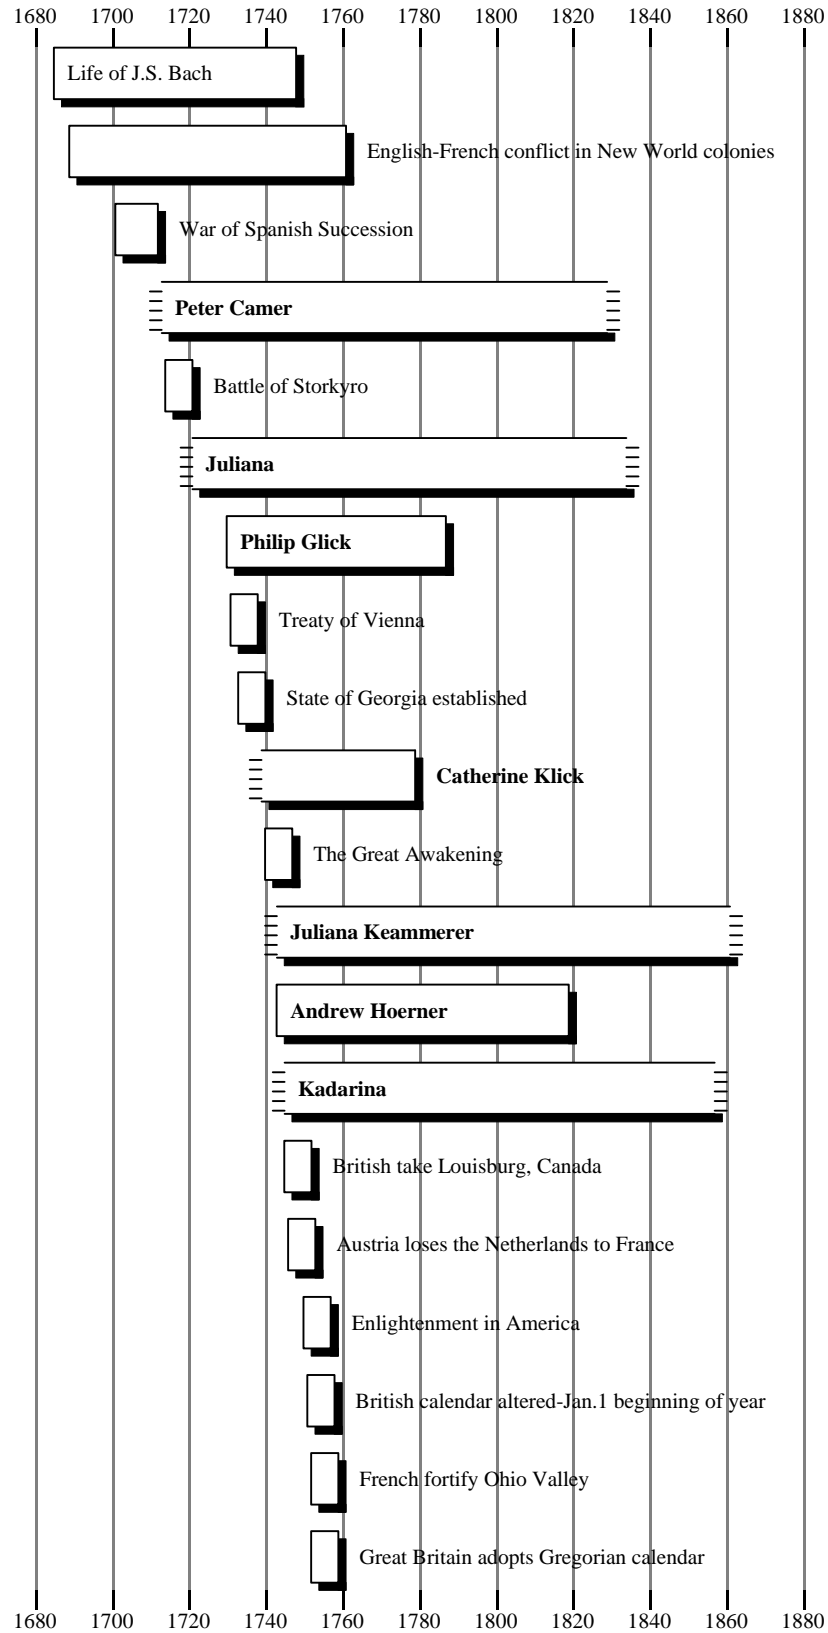 1680 1700 1720 1740 1760 1780 1800 1820 1840 1860 1880
Life of J.S. Bach
English-French conflict in New World colonies
War of Spanish Succession
Peter Camer
Battle of Storkyro
Juliana
Philip Glick
Treaty of Vienna
State of Georgia established
Catherine Klick
The Great Awakening
Juliana Keammerer
Andrew Hoerner
Kadarina
British take Louisburg, Canada
Austria loses the Netherlands to France
Enlightenment in America
British calendar altered-Jan.1 beginning of year
French fortify Ohio Valley
Great Britain adopts Gregorian calendar
1680 1700 1720 1740 1760 1780 1800 1820 1840 1860 1880